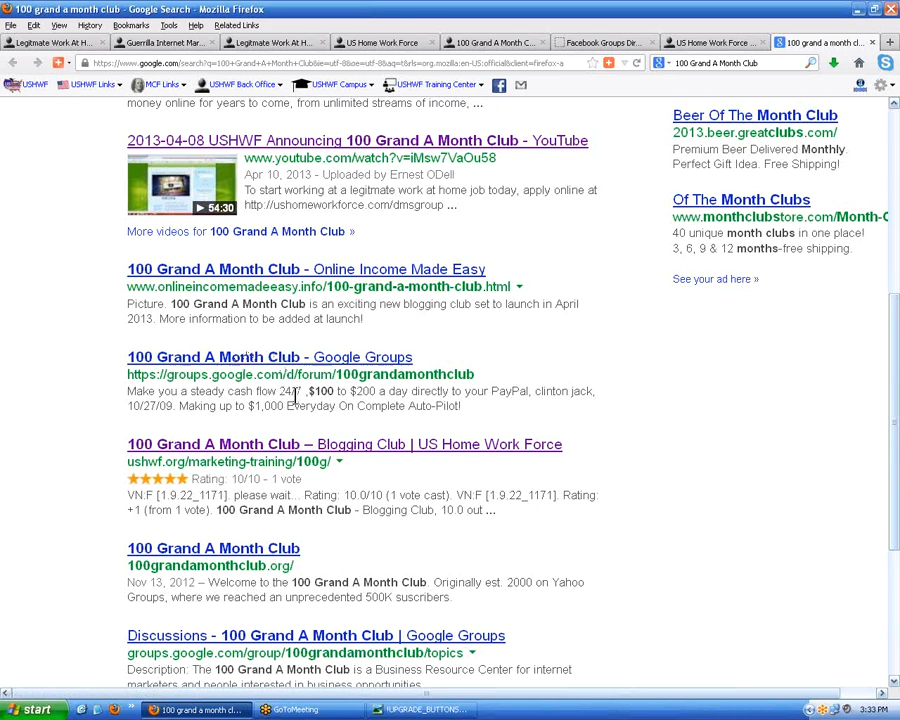 100 grand a month club - Google Search - Mozilla Firefox
File Edit View History Bookmarks Tools Help Related Links
Legitmate Work At H... Guerrilla Internet Mar... Legitmate Work At H... US Home Work Force 100 Grand A Month C... Facebook Groups Dir... US Home Work Force ... 100 grand a month cl...
https://www.google.com/search?q=100+Grand+A+Month+Club&ie=utf-8&oe=utf-8&aq=t&rls=org.mozilla:en-US:official&client=firefox-a 100 Grand A Month Club
USHWF USHWF Links MCF Links USHWF Back Office USHWF Campus USHWF Training Center
money online for years to come, from unlimited streams of income, ...
2013-04-08 USHWF Announcing 100 Grand A Month Club - YouTube
www.youtube.com/watch?v=iMsw7VaOu58
Apr 10, 2013 - Uploaded by Ernest ODell
To start working at a legitmate work at home job today, apply online at
http://ushomeworkforce.com/dmsgroup ...
54:30
More videos for 100 Grand A Month Club »
100 Grand A Month Club - Online Income Made Easy
www.onlineincomemadeeasy.info/100-grand-a-month-club.html
Picture. 100 Grand A Month Club is an exciting new blogging club set to launch in April
2013. More information to be added at launch!
100 Grand A Month Club - Google Groups
https://groups.google.com/d/forum/100grandamonthclub
Make you a steady cash flow 24/7 ,$100 to $200 a day directly to your PayPal, clinton jack,
10/27/09. Making up to $1,000 Everyday On Complete Auto-Pilot!
100 Grand A Month Club – Blogging Club | US Home Work Force
ushwf.org/marketing-training/100g/
Rating: 10/10 - 1 vote
VN:F [1.9.22_1171]. please wait... Rating: 10.0/10 (1 vote cast). VN:F [1.9.22_1171]. Rating:
+1 (from 1 vote). 100 Grand A Month Club - Blogging Club, 10.0 out ...
100 Grand A Month Club
100grandamonthclub.org/
Nov 13, 2012 – Welcome to the 100 Grand A Month Club. Originally est. 2000 on Yahoo
Groups, where we reached an unprecedented 500K suscribers.
Discussions - 100 Grand A Month Club | Google Groups
groups.google.com/group/100grandamonthclub/topics
Description: The 100 Grand A Month Club is a Business Resource Center for internet
marketers and people interested in business opportunities.
Beer Of The Month Club
2013.beer.greatclubs.com/
Premium Beer Delivered Monthly.
Perfect Gift Idea. Free Shipping!
Of The Month Clubs
www.monthclubstore.com/Month-C
40 unique month clubs in one place!
3, 6, 9 & 12 months-free shipping.
See your ad here »
start 100 grand a month cl... GoToMeeting !UPGRADE_BUTTONS... 3:33 PM